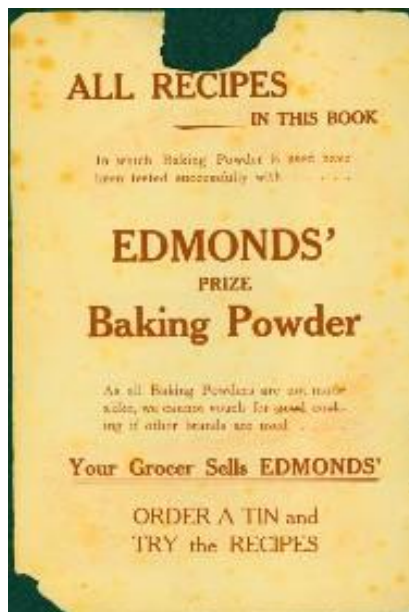 ALL RECIPES
IN THIS BOOK
In which Baking Powder is used have
been tested successfully with . . . .
EDMONDS'
PRIZE
Baking Powder
As all Baking Powders are not made
alike, we cannot vouch for good cook-
ing if other brands are used . . . .
Your Grocer Sells EDMONDS'
ORDER A TIN and
TRY the RECIPES